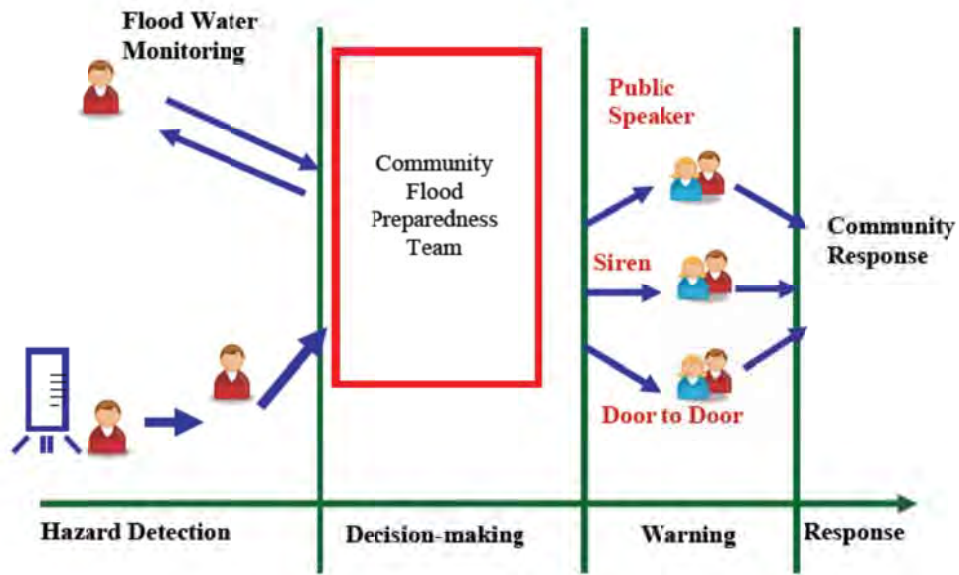 Flood Water
Monitoring
Community
Flood
Preparedness
Team
Public
Speaker
Siren
Door to Door
Community
Response
Hazard Detection
Decision-making
Warning
Response